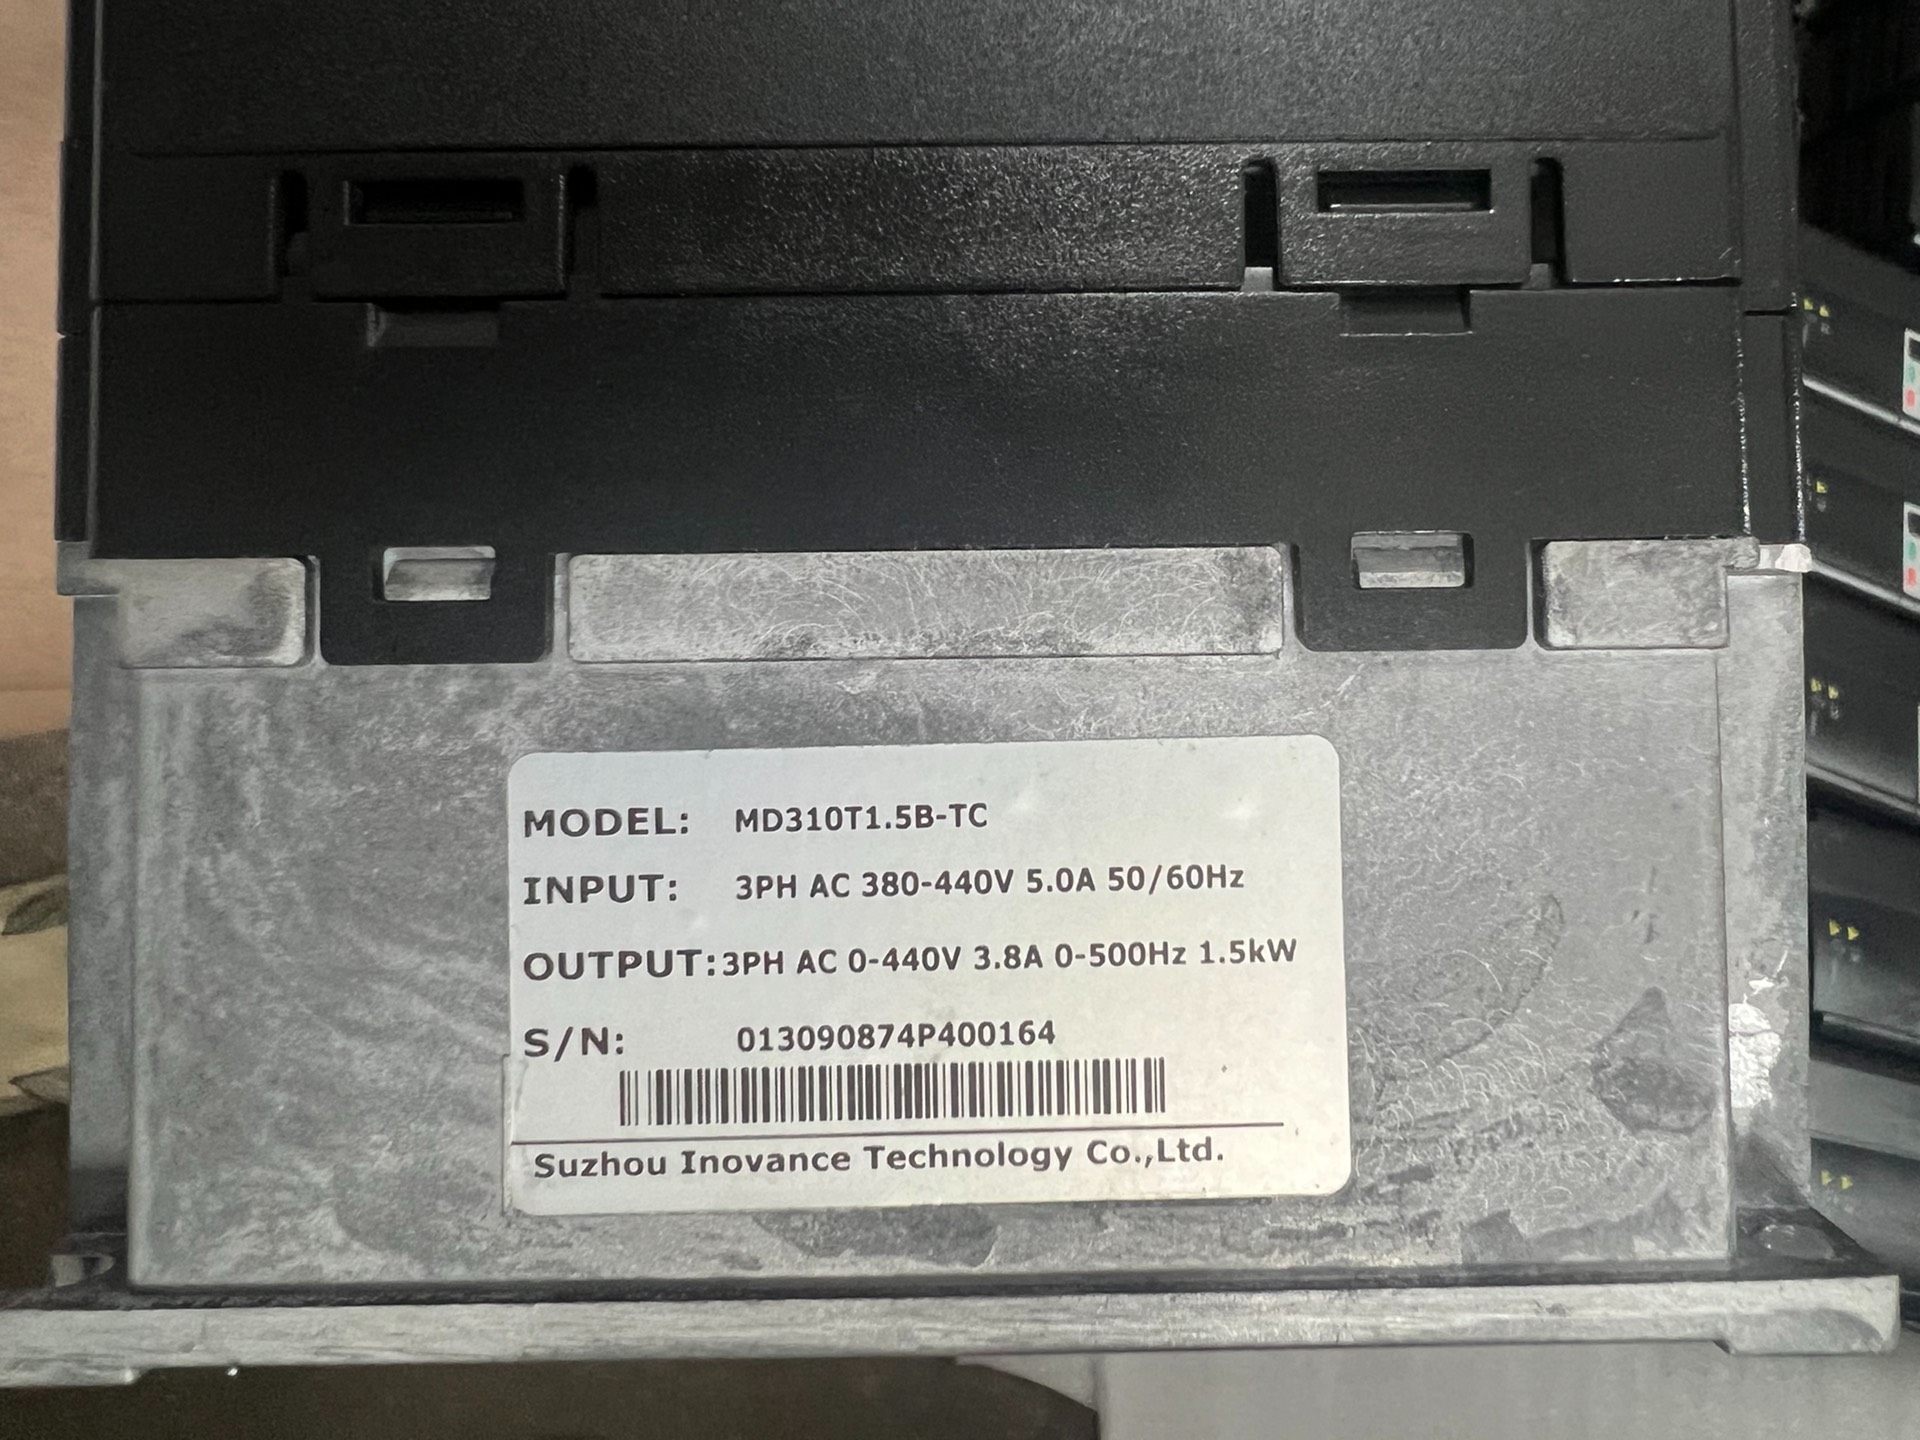 MODEL: MD310T1.5B-TC
INPUT: 3PH AC 380-440V 5.0A 50/60Hz
OUTPUT:3PH AC 0-440V 3.8A 0-500Hz 1.5kW
S/N: 013090874P400164
Suzhou Inovance Technology Co.,Ltd.